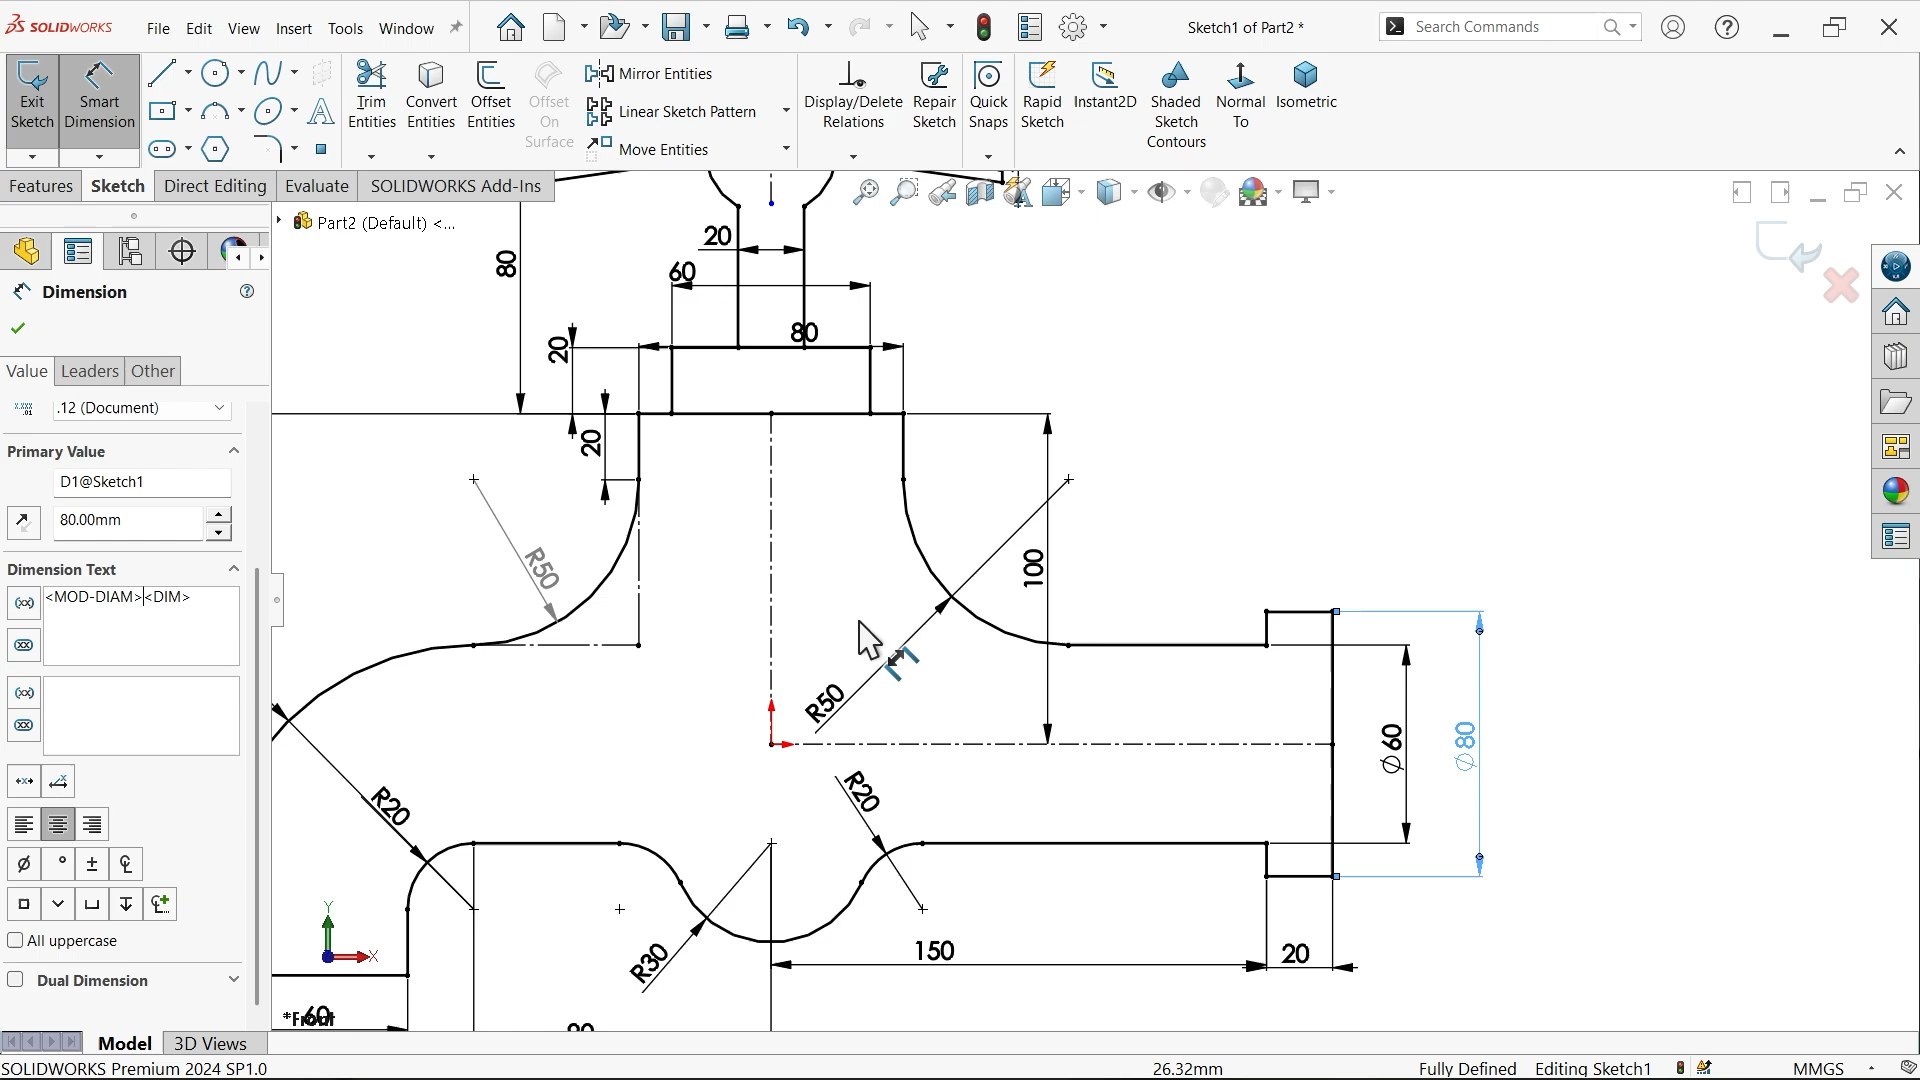 SOLIDWORKS File Edit View Insert Tools Window Sketch1 of Part2 * Search Commands
Exit Sketch
Smart Dimension
Trim Entities
Convert Entities
Offset Entities
Offset On Surface
Mirror Entities
Linear Sketch Pattern
Move Entities
Display/Delete Relations
Repair Sketch
Quick Snaps
Rapid Sketch
Instant2D
Shaded Sketch Contours
Normal To
Isometric
Features Sketch Direct Editing Evaluate SOLIDWORKS Add-Ins
Part2 (Default) <...
Dimension
Value Leaders Other
.12 (Document)
Primary Value
D1@Sketch1
80.00mm
Dimension Text
<MOD-DIAM><DIM>
All uppercase
Dual Dimension
80
20
60
80
20
20
R50
100
R50
∅60
∅80
R20
R20
R30
150
20
60
Y
X
*Front
Model 3D Views
SOLIDWORKS Premium 2024 SP1.0 26.32mm Fully Defined Editing Sketch1 MMGS